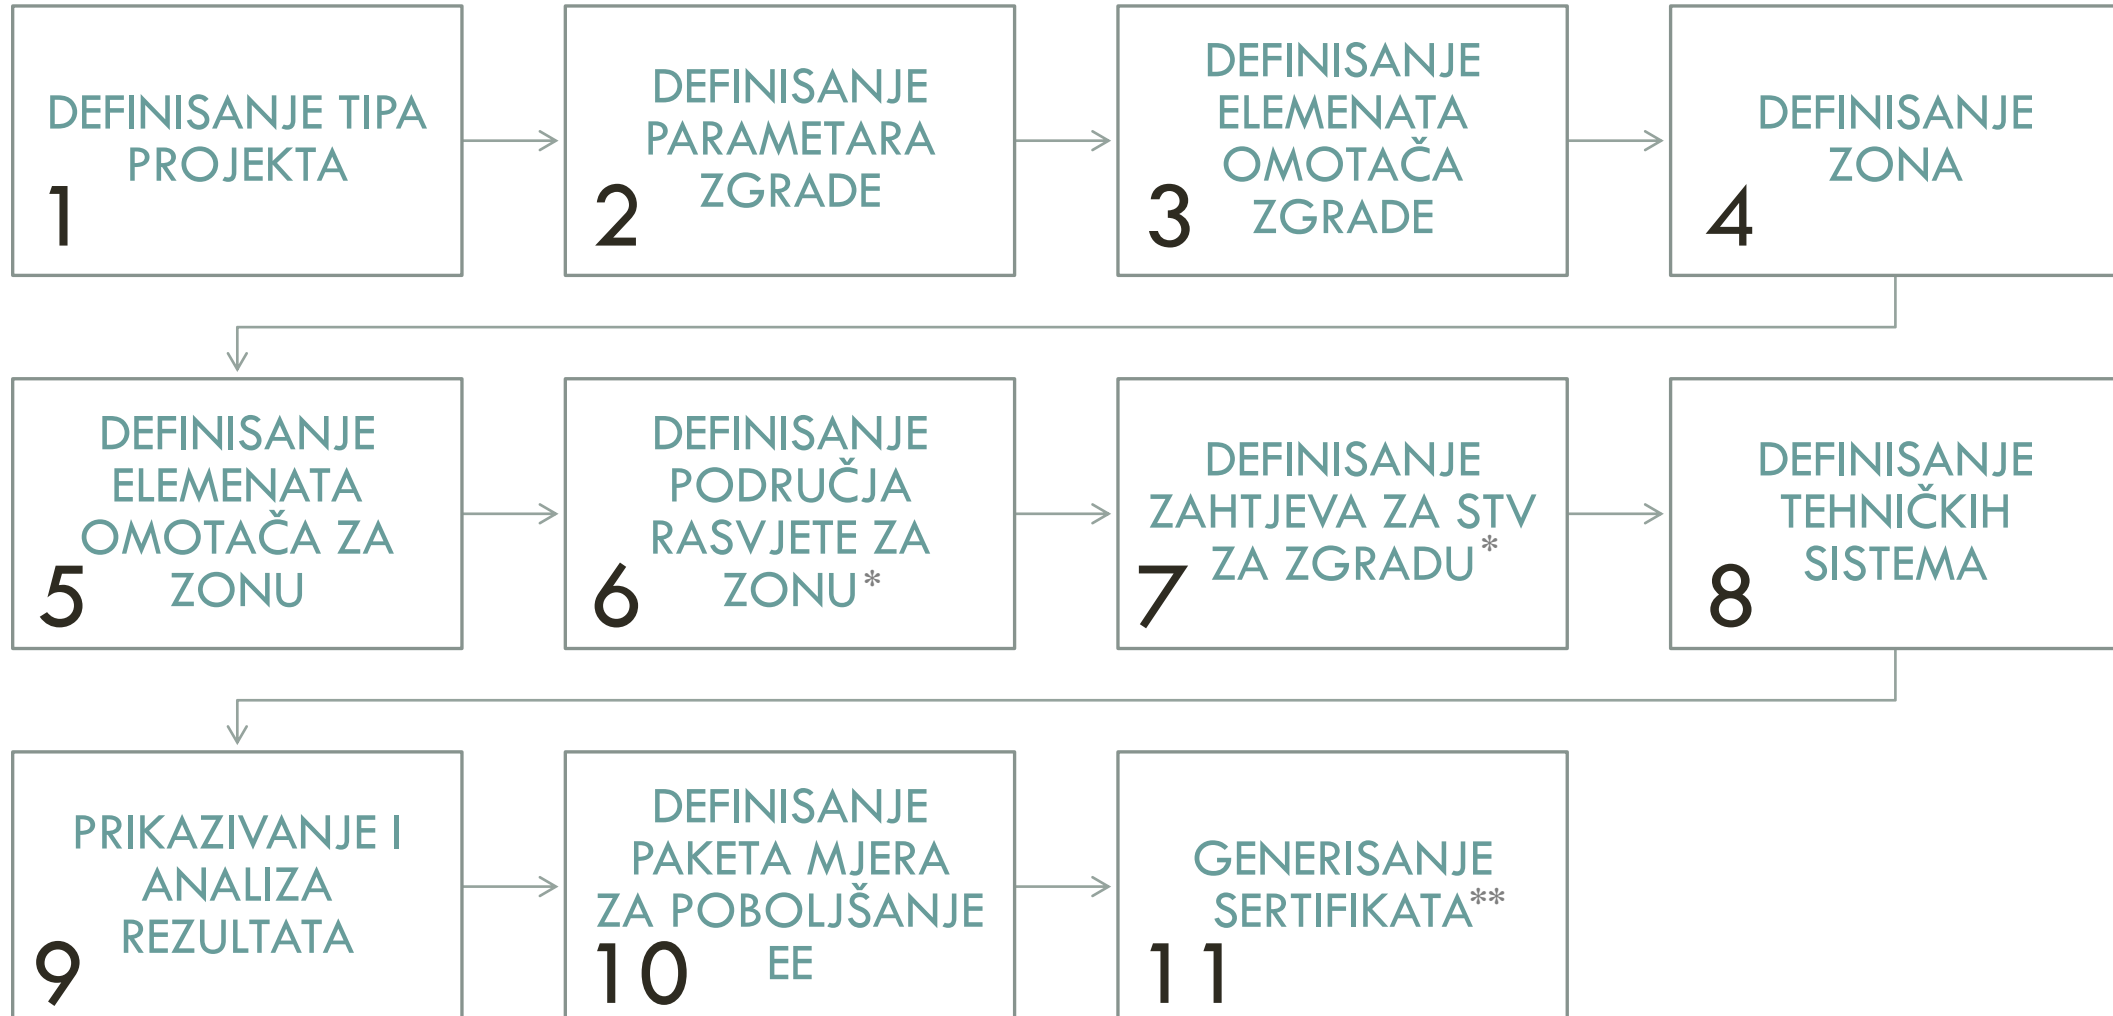 DEFINISANJE TIPA
PROJEKTA
1
DEFINISANJE
PARAMETARA
ZGRADE
2
DEFINISANJE
ELEMENATA
OMOTAČA
ZGRADE
3
DEFINISANJE
ZONA
4
DEFINISANJE
ELEMENATA
OMOTAČA ZA
ZONU
5
DEFINISANJE
PODRUČJA
RASVJETE ZA
ZONU*
6
DEFINISANJE
ZAHTJEVA ZA STV
ZA ZGRADU*
7
DEFINISANJE
TEHNIČKIH
SISTEMA
8
PRIKAZIVANJE I
ANALIZA
REZULTATA
9
DEFINISANJE
PAKETA MJERA
ZA POBOLJŠANJE
EE
10
GENERISANJE
SERTIFIKATA**
11